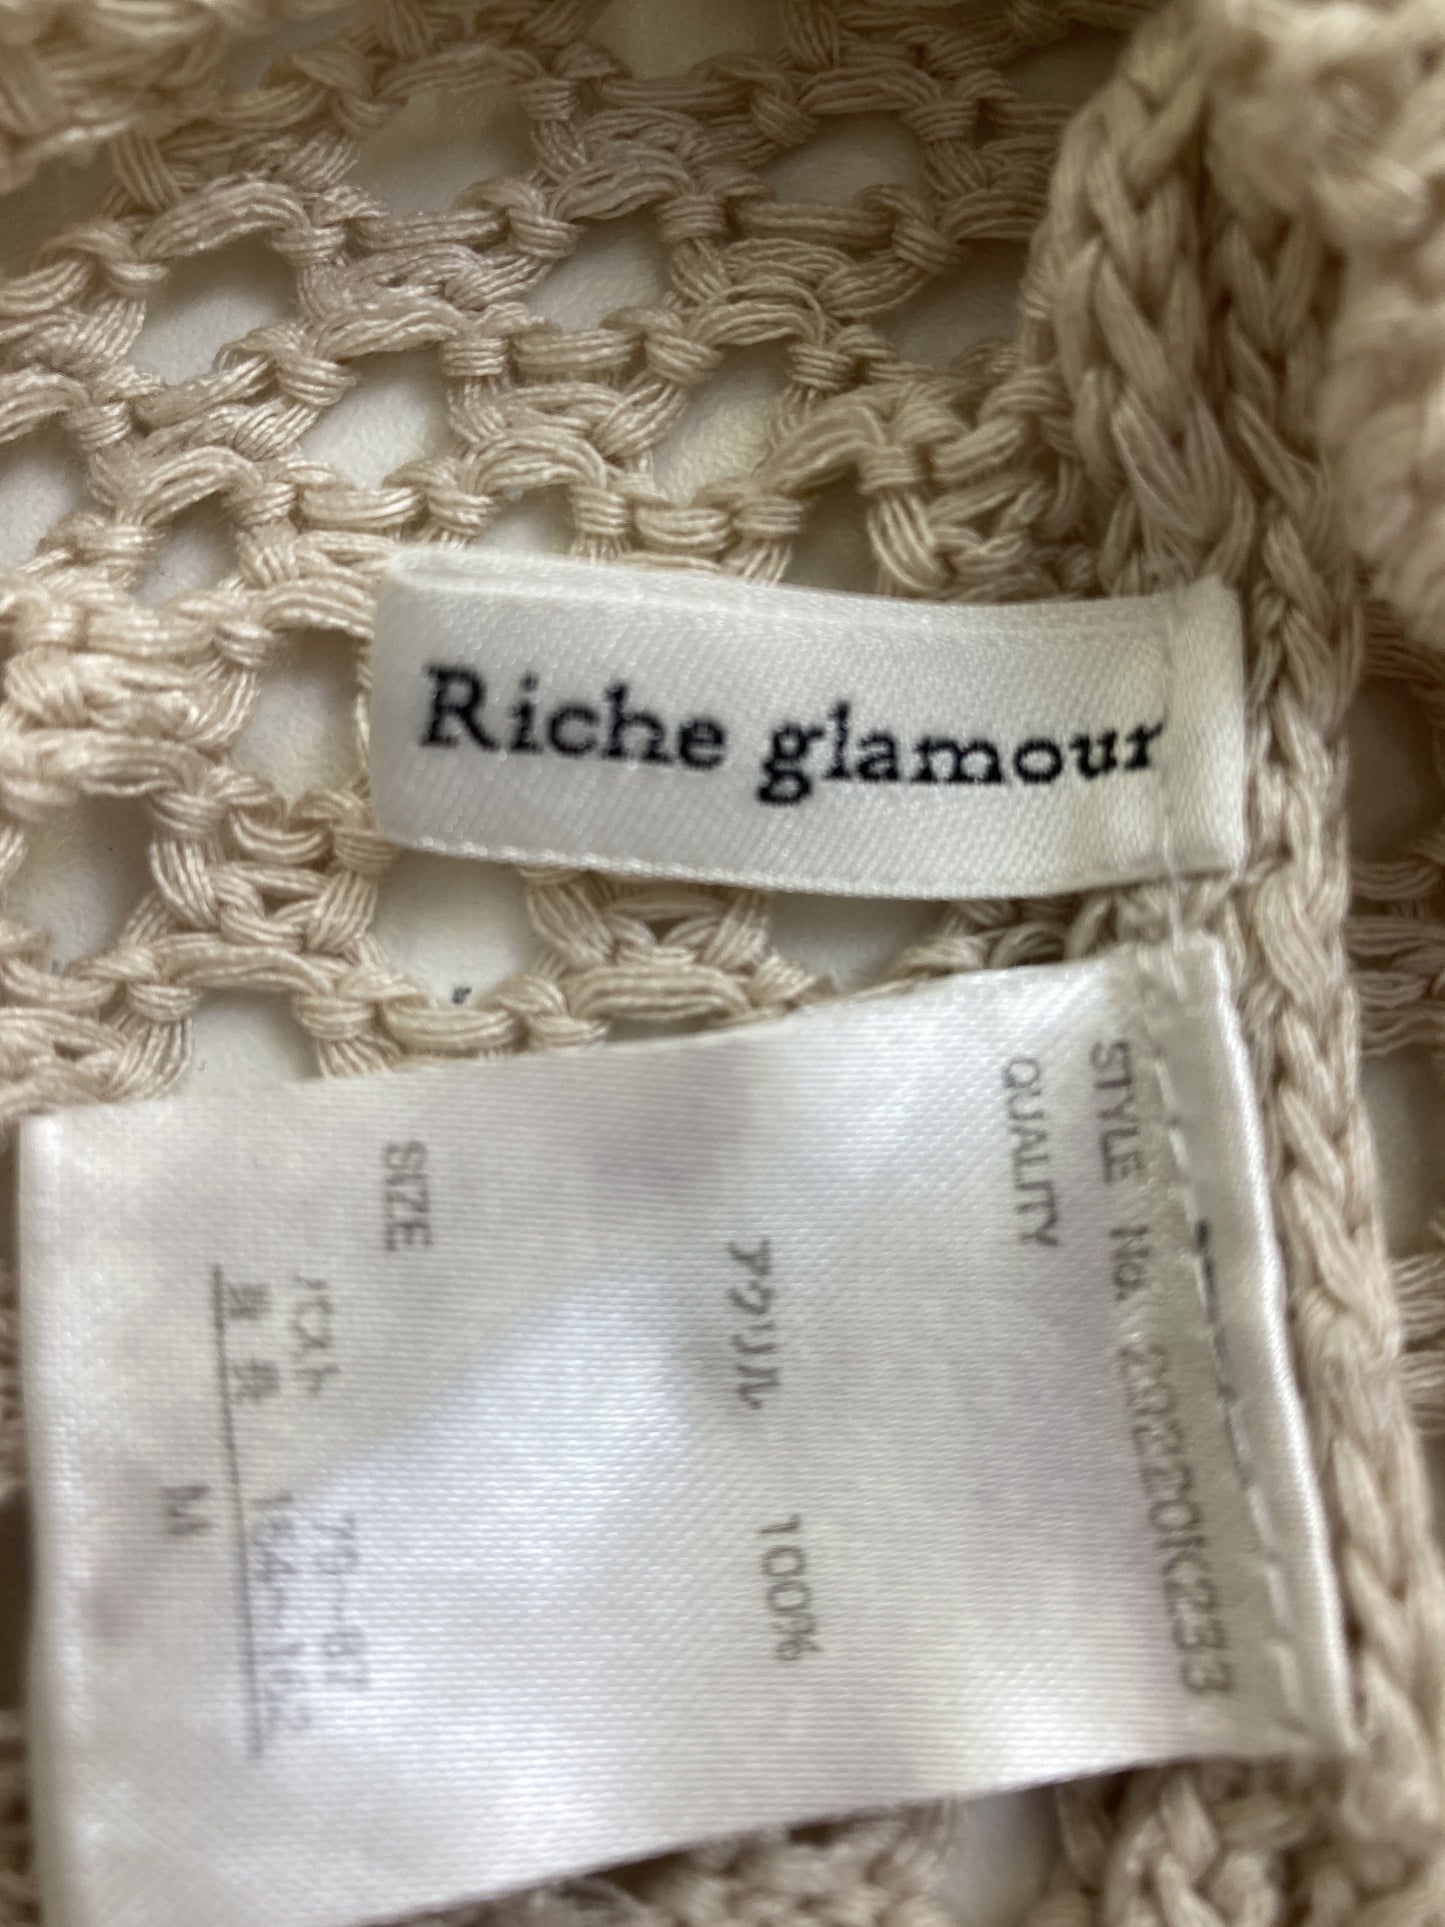 Riche glamour
STYLE No. 20220K233
QUALITY
アクリル 100%
SIZE
バスト 79-87
身長 154-162
M